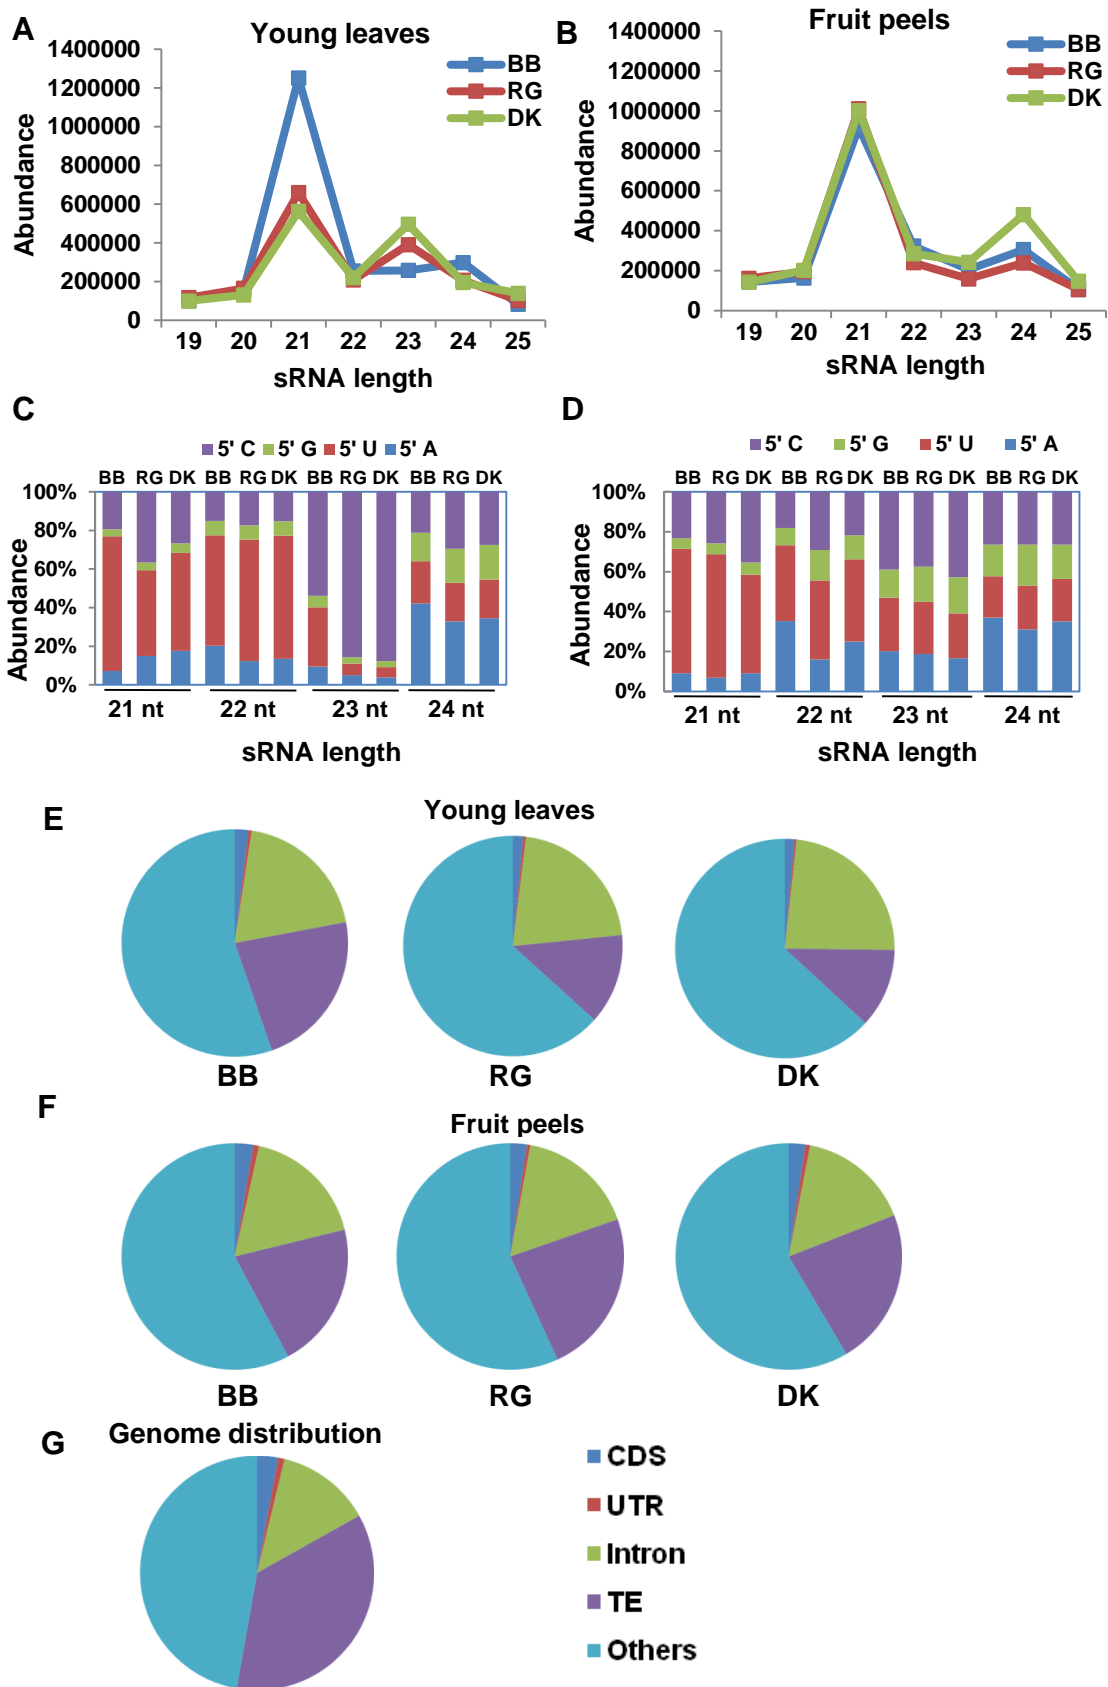 A
Young leaves
1400000
1200000
1000000
800000
600000
400000
200000
0
Abundance
BB
RG
DK
19 20 21 22 23 24 25
sRNA length
B
Fruit peels
1400000
1200000
1000000
800000
600000
400000
200000
0
Abundance
BB
RG
DK
19 20 21 22 23 24 25
sRNA length
C
5' C 5' G 5' U 5' A
BB RG DK BB RG DK BB RG DK BB RG DK
100%
80%
60%
40%
20%
0%
Abundance
21 nt 22 nt 23 nt 24 nt
sRNA length
D
5' C 5' G 5' U 5' A
BB RG DK BB RG DK BB RG DK BB RG DK
100%
80%
60%
40%
20%
0%
Abundance
21 nt 22 nt 23 nt 24 nt
sRNA length
E
Young leaves
BB RG DK
F
Fruit peels
BB RG DK
G
Genome distribution
CDS
UTR
Intron
TE
Others